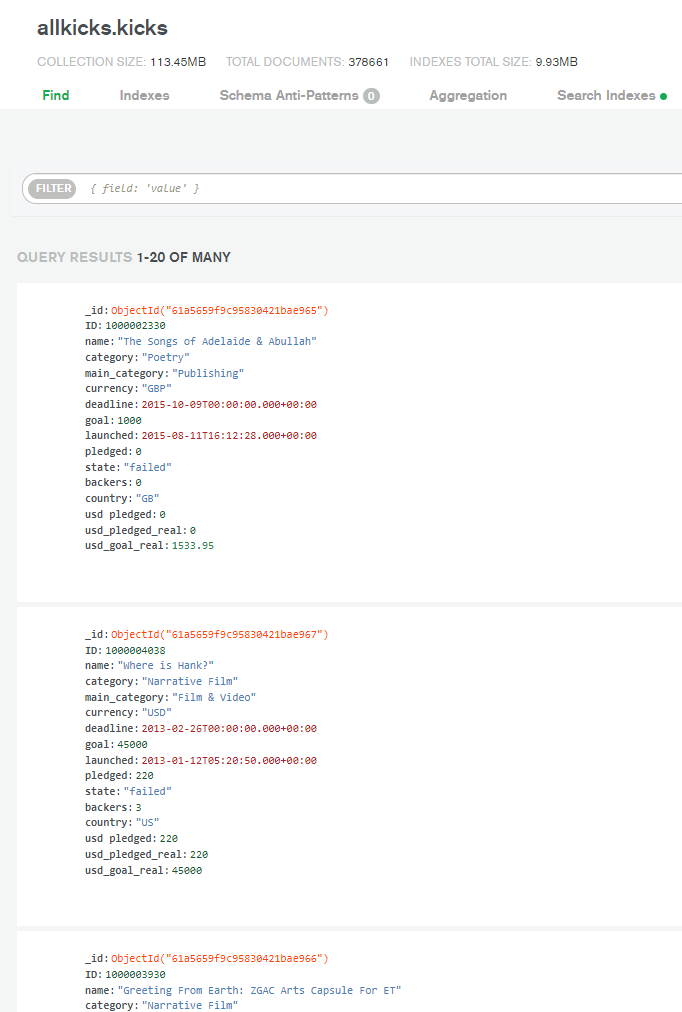 allkicks.kicks
COLLECTION SIZE: 113.45MB TOTAL DOCUMENTS: 378661 INDEXES TOTAL SIZE: 9.93MB
Find Indexes Schema Anti-Patterns 0 Aggregation Search Indexes
FILTER { field: 'value' }
QUERY RESULTS 1-20 OF MANY
_id: ObjectId("61a5659f9c95830421bae965")
ID: 1000002330
name: "The Songs of Adelaide & Abullah"
category: "Poetry"
main_category: "Publishing"
currency: "GBP"
deadline: 2015-10-09T00:00:00.000+00:00
goal: 1000
launched: 2015-08-11T16:12:28.000+00:00
pledged: 0
state: "failed"
backers: 0
country: "GB"
usd pledged: 0
usd_pledged_real: 0
usd_goal_real: 1533.95
_id: ObjectId("61a5659f9c95830421bae967")
ID: 1000004038
name: "Where is Hank?"
category: "Narrative Film"
main_category: "Film & Video"
currency: "USD"
deadline: 2013-02-26T00:00:00.000+00:00
goal: 45000
launched: 2013-01-12T05:20:50.000+00:00
pledged: 220
state: "failed"
backers: 3
country: "US"
usd pledged: 220
usd_pledged_real: 220
usd_goal_real: 45000
_id: ObjectId("61a5659f9c95830421bae966")
ID: 1000003930
name: "Greeting From Earth: ZGAC Arts Capsule For ET"
category: "Narrative Film"